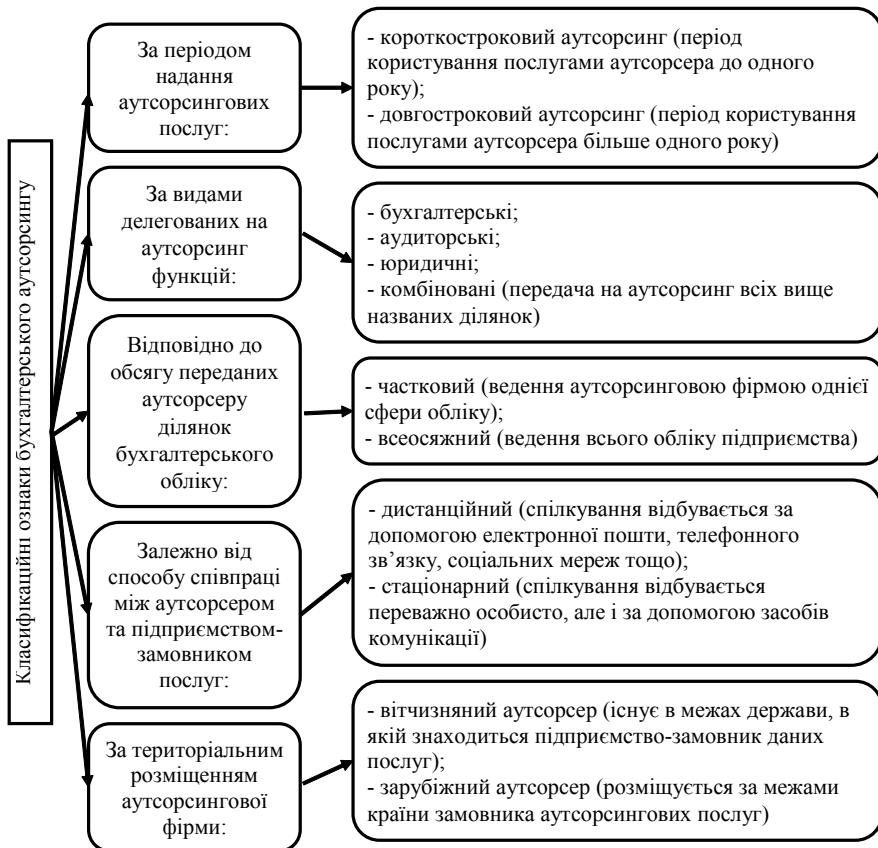 Класифікаційні ознаки бухгалтерського аутсорсингу
За періодом
надання
аутсорсингових
послуг:
- короткостроковий аутсорсинг (період
користування послугами аутсорсера до одного
року);
- довгостроковий аутсорсинг (період користування
послугами аутсорсера більше одного року)
За видами
делегованих на
аутсорсинг
функцій:
- бухгалтерські;
- аудиторські;
- юридичні;
- комбіновані (передача на аутсорсинг всіх вище
названих ділянок)
Відповідно до
обсягу переданих
аутсорсеру
ділянок
бухгалтерського
обліку:
- частковий (ведення аутсорсинговою фірмою однієї
сфери обліку);
- всеосяжний (ведення всього обліку підприємства)
Залежно від
способу співпраці
між аутсорсером
та підприємством-
замовником
послуг:
- дистанційний (спілкування відбувається за
допомогою електронної пошти, телефонного
зв’язку, соціальних мереж тощо);
- стаціонарний (спілкування відбувається
переважно особисто, але і за допомогою засобів
комунікації)
За територіальним
розміщенням
аутсорсингової
фірми:
- вітчизняний аутсорсер (існує в межах держави, в
якій знаходиться підприємство-замовник даних
послуг);
- зарубіжний аутсорсер (розміщується за межами
країни замовника аутсорсингових послуг)